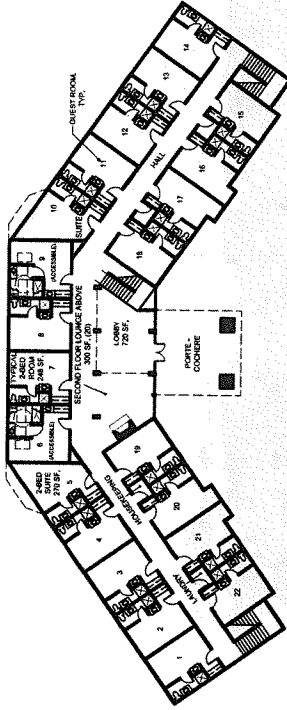 14
13
12
GUEST ROOM,
TYP.
11
10
SUITE
HALL
15
16
17
18
9
(ACCESSIBLE)
8
TYPICAL
2-BED
ROOM
248 SF.
7
6
(ACCESSIBLE)
SECOND FLOOR LOUNGE ABOVE
300 SF. (20)
LOBBY
720 SF.
PORTE-
COCHERE
2-BED
SUITE
270 SF.
5
4
3
2
1
HOUSEKEEPING
LAUNDRY
19
20
21
22